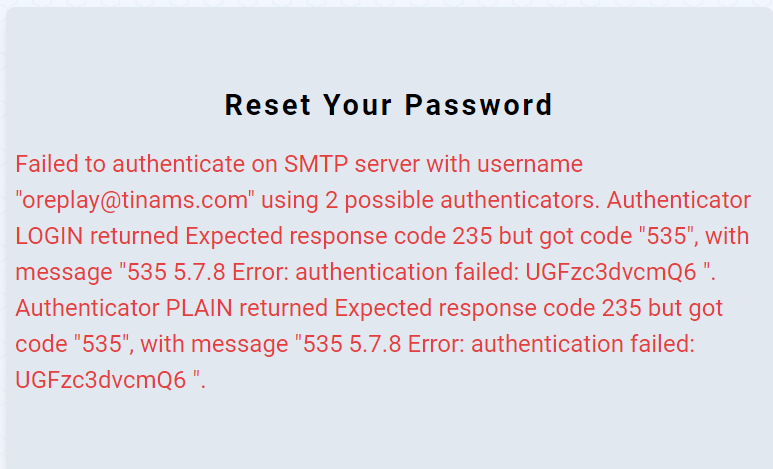 Reset Your Password
Failed to authenticate on SMTP server with username
"oreplay@tinams.com" using 2 possible authenticators. Authenticator
LOGIN returned Expected response code 235 but got code "535", with
message "535 5.7.8 Error: authentication failed: UGFzc3dvcmQ6 ".
Authenticator PLAIN returned Expected response code 235 but got
code "535", with message "535 5.7.8 Error: authentication failed:
UGFzc3dvcmQ6 ".